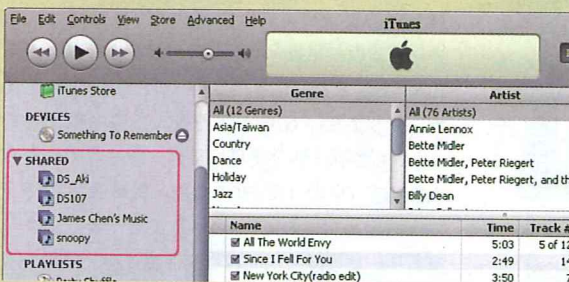 File Edit Controls View Store Advanced Help
iTunes
iTunes Store
DEVICES
Something To Remember
SHARED
DS_Aki
DS107
James Chen's Music
snoopy
PLAYLISTS
Genre
All (12 Genres)
Asia/Taiwan
Country
Dance
Holiday
Jazz
Artist
All (76 Artists)
Annie Lennox
Bette Midler
Bette Midler, Peter Riegert
Bette Midler, Peter Riegert, and th
Billy Dean
Name Time Track #
All The World Envy 5:03 5 of 12
Since I Fell For You 2:49 14
New York City(radio edit) 3:50 7